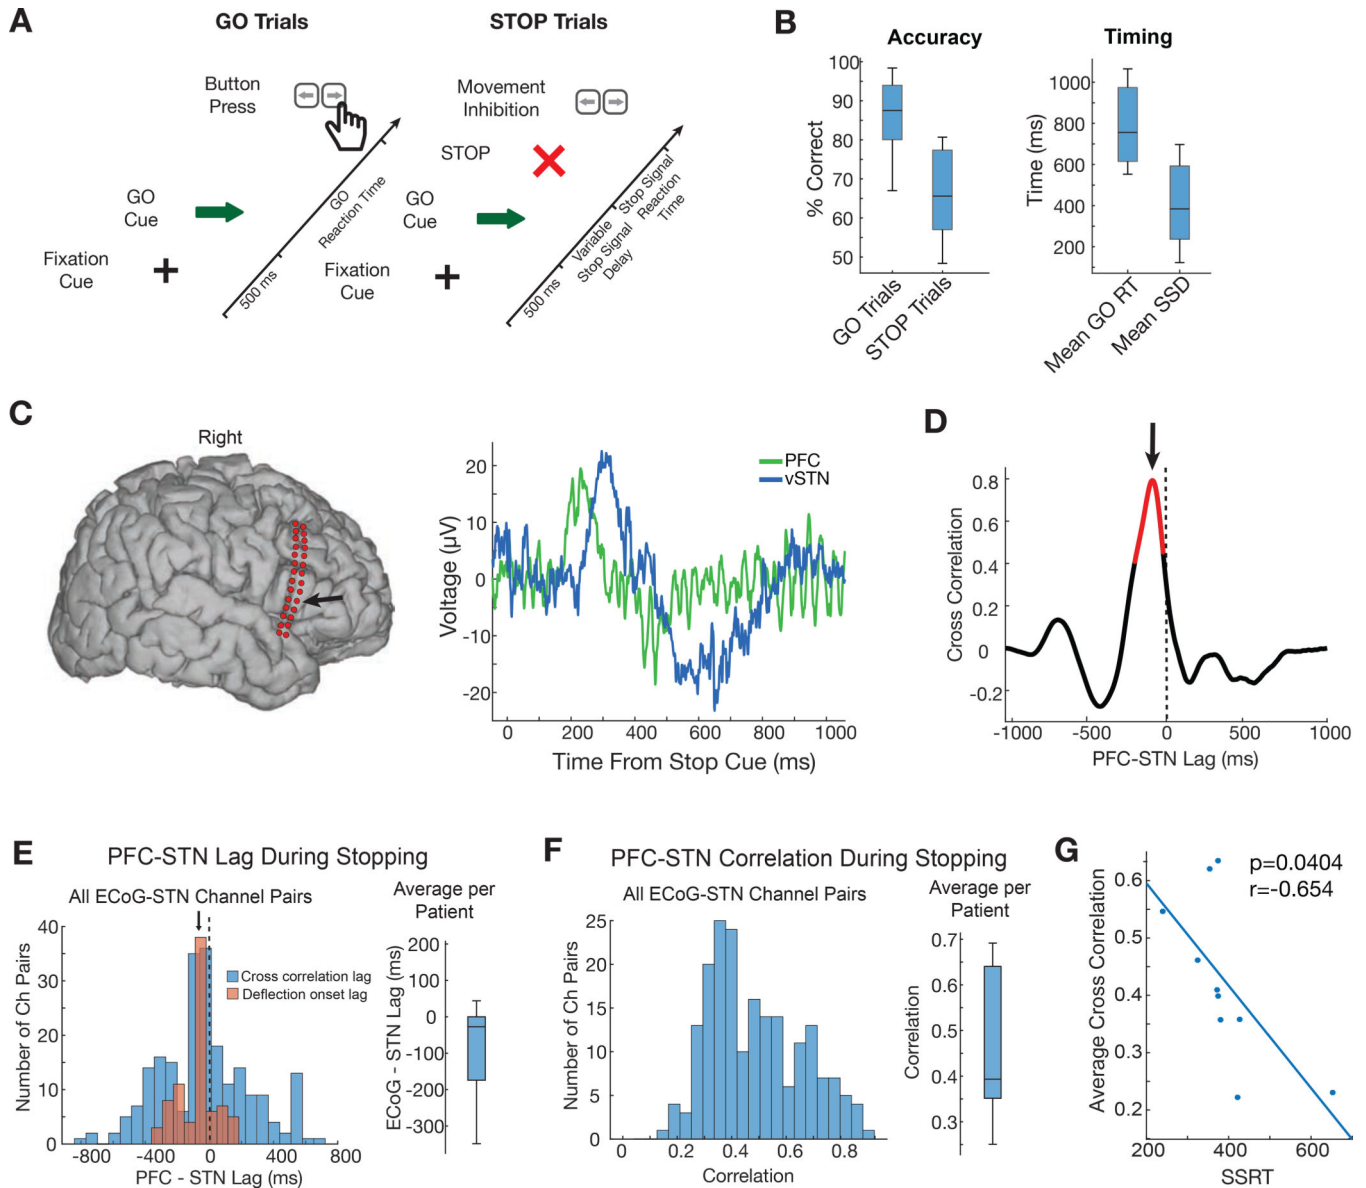 A
GO Trials
STOP Trials
Button
Press
Movement
Inhibition
STOP
GO
Cue
GO
Cue
Fixation
Cue
Fixation
Cue
500 ms
GO
Reaction Time
500 ms
Variable
Stop Signal
Delay
Stop Signal
Reaction
Time
B
Accuracy
% Correct
100
90
80
70
60
50
GO Trials
STOP Trials
Timing
Time (ms)
1000
800
600
400
200
Mean GO RT
Mean SSD
C
Right
Voltage (µV)
20
10
0
-10
-20
PFC
vSTN
0 200 400 600 800 1000
Time From Stop Cue (ms)
D
Cross Correlation
0.8
0.6
0.4
0.2
0
-0.2
-1000 -500 0 500 1000
PFC-STN Lag (ms)
E
PFC-STN Lag During Stopping
All ECoG-STN Channel Pairs
Number of Ch Pairs
40
30
20
10
0
Cross correlation lag
Deflection onset lag
-800 -400 0 400 800
PFC - STN Lag (ms)
Average per
Patient
ECoG - STN Lag (ms)
200
100
0
-100
-200
-300
F
PFC-STN Correlation During Stopping
All ECoG-STN Channel Pairs
Number of Ch Pairs
25
20
15
10
5
0
0 0.2 0.4 0.6 0.8
Correlation
Average per
Patient
Correlation
0.7
0.6
0.5
0.4
0.3
G
Average Cross Correlation
0.6
0.5
0.4
0.3
0.2
p=0.0404
r=-0.654
200 400 600
SSRT